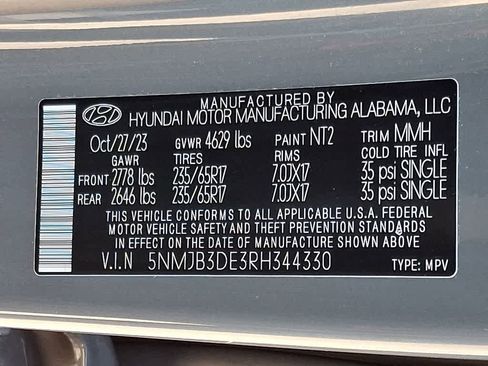 MANUFACTURED BY
HYUNDAI MOTOR MANUFACTURING ALABAMA, LLC
Oct/27/23 GVWR 4629 lbs PAINT NT2 TRIM MMH
GAWR TIRES RIMS COLD TIRE INFL
FRONT 2778 lbs 235/65R17 7.0JX17 35 psi SINGLE
REAR 2646 lbs 235/65R17 7.0JX17 35 psi SINGLE
THIS VEHICLE CONFORMS TO ALL APPLICABLE U.S.A. FEDERAL
MOTOR VEHICLE SAFETY AND THEFT PREVENTION STANDARDS
IN EFFECT ON THE DATE OF MANUFACTURE SHOWN ABOVE
V.I.N 5NMJB3DE3RH344330 TYPE: MPV